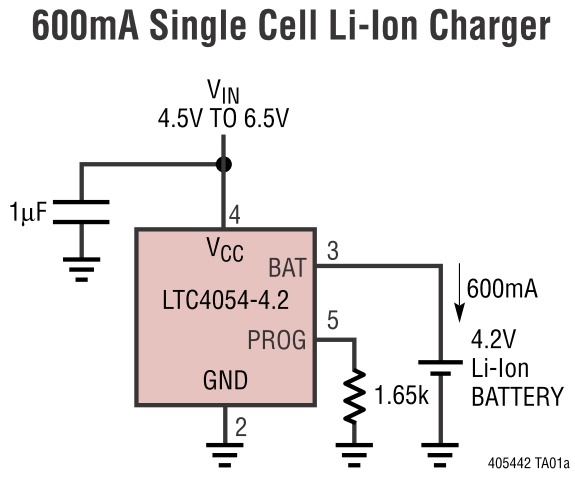 600mA Single Cell Li-Ion Charger
VIN
4.5V TO 6.5V
1µF
4
VCC
BAT
3
LTC4054-4.2
600mA
5
PROG
4.2V
Li-Ion
BATTERY
1.65k
GND
2
405442 TA01a